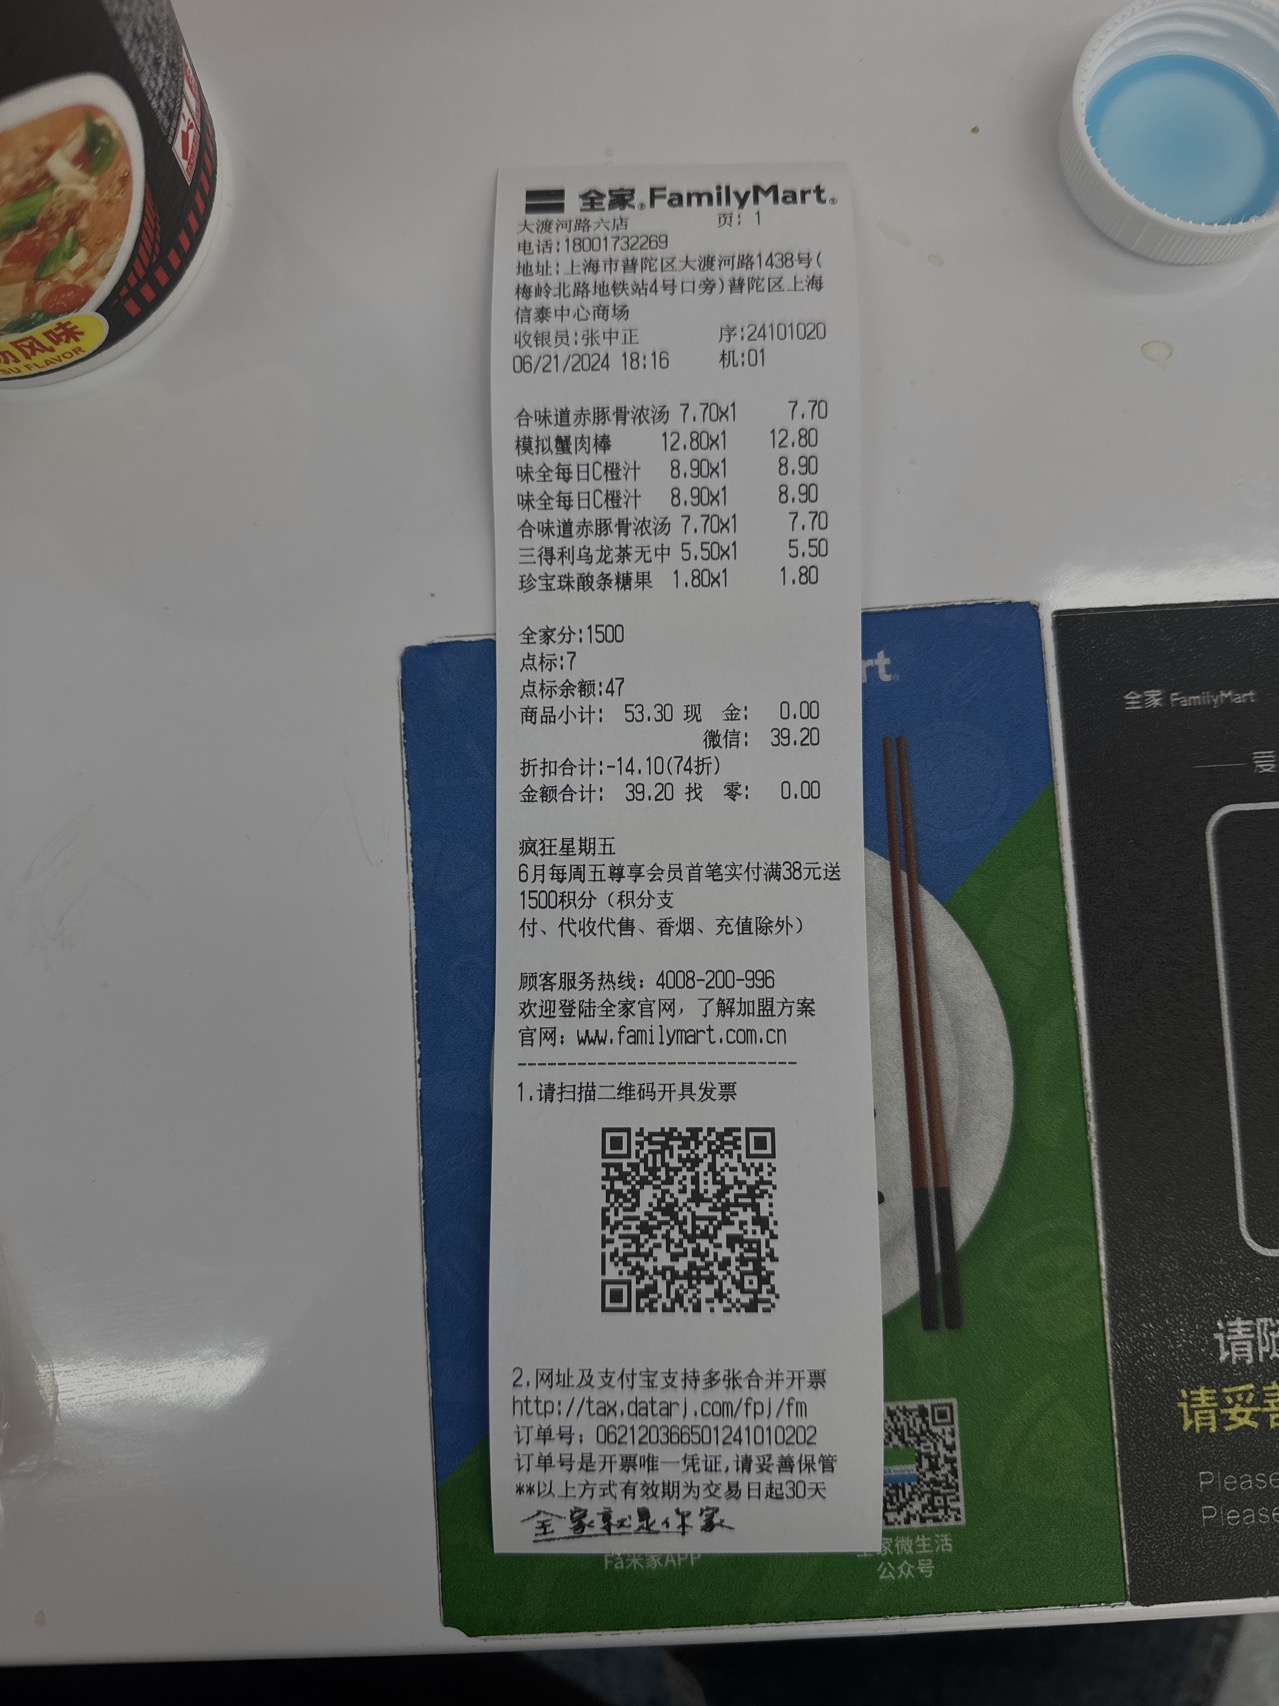 全家 FamilyMart
大渡河路六店 页: 1
电话:18001732269
地址:上海市普陀区大渡河路1438号(
梅岭北路地铁站4号口旁)普陀区上海
信泰中心商场
收银员:张中正 序:24101020
06/21/2024 18:16 机:01
合味道赤豚骨浓汤 7.70x1 7.70
模拟蟹肉棒 12.80x1 12.80
味全每日C橙汁 8.90x1 8.90
味全每日C橙汁 8.90x1 8.90
合味道赤豚骨浓汤 7.70x1 7.70
三得利乌龙茶无中 5.50x1 5.50
珍宝珠酸条糖果 1.80x1 1.80
全家分:1500
点标:7
点标余额:47
商品小计: 53.30 现 金: 0.00
微信: 39.20
折扣合计:-14.10(74折)
金额合计: 39.20 找 零: 0.00
疯狂星期五
6月每周五尊享会员首笔实付满38元送
1500积分（积分支
付、代收代售、香烟、充值除外）
顾客服务热线: 4008-200-996
欢迎登陆全家官网，了解加盟方案
官网: www.familymart.com.cn
----------------------------
1.请扫描二维码开具发票
2.网址及支付宝支持多张合并开票
http://tax.datarj.com/fpj/fm
订单号: 062120366501241010202
订单号是开票唯一凭证,请妥善保管
**以上方式有效期为交易日起30天
全家就是你家
风味
SU FLAVOR
rt
米家APP
家微生活
公众号
全家 FamilyMart
爱
请随
请妥善
Please
Please